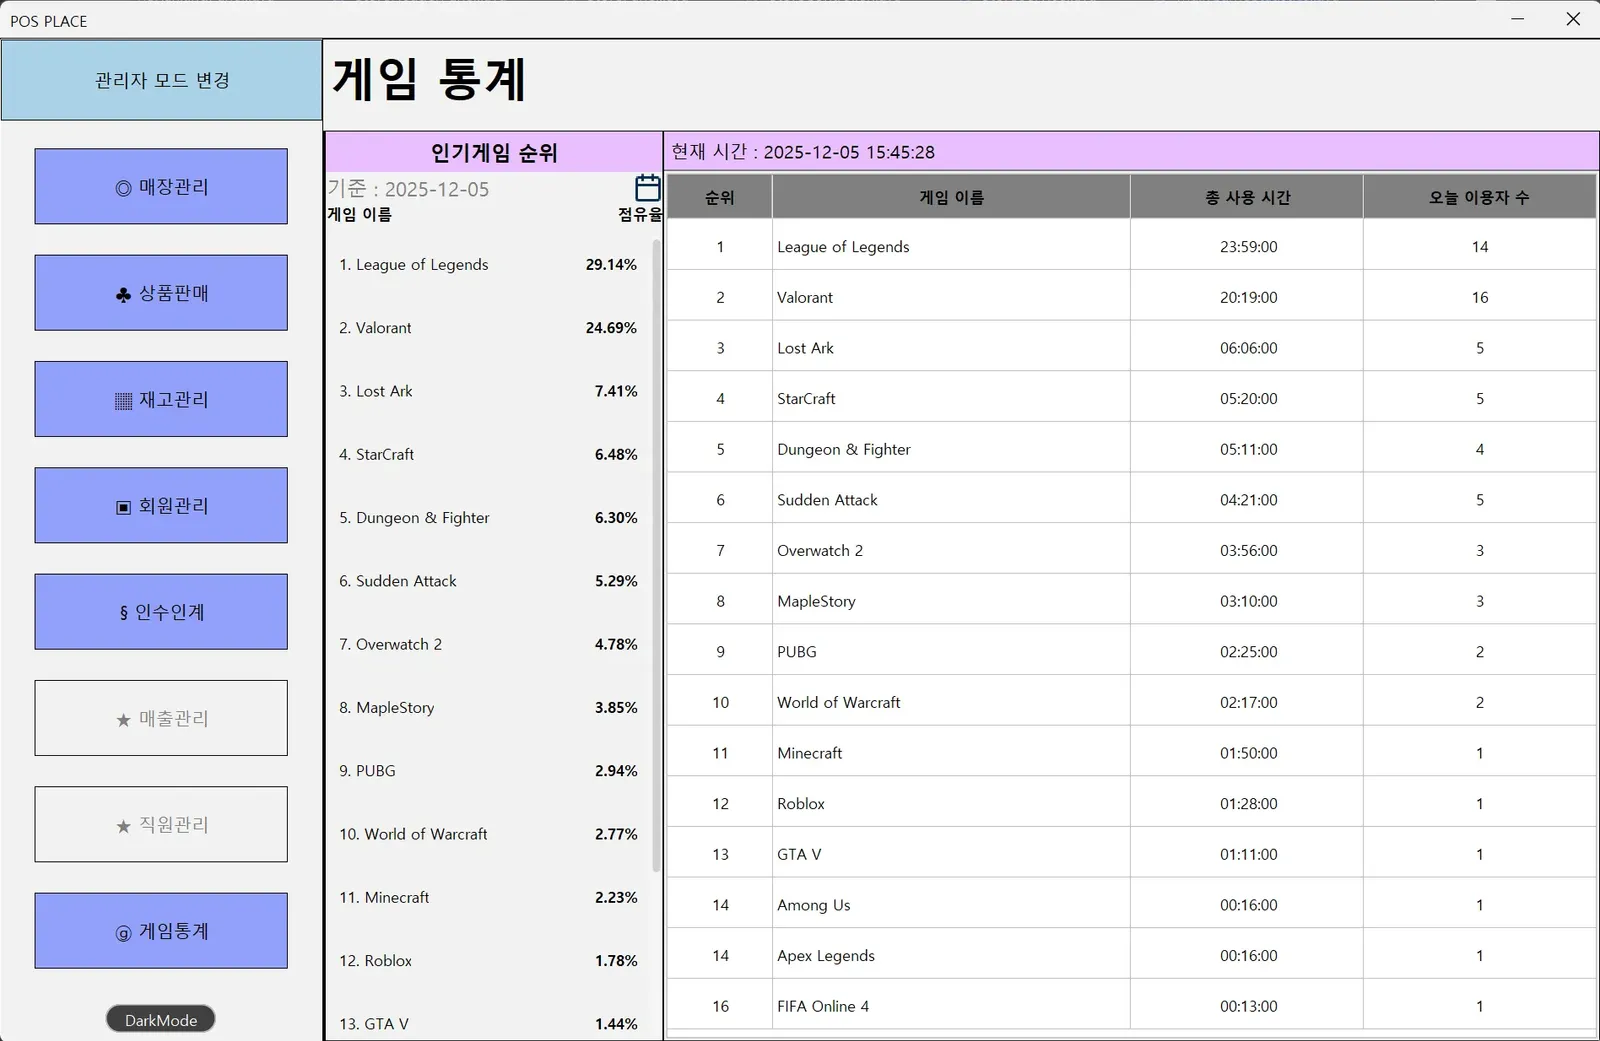 POS PLACE
관리자 모드 변경
◎ 매장관리
♣ 상품판매
▦ 재고관리
▣ 회원관리
§ 인수인계
★ 매출관리
★ 직원관리
ⓖ 게임통계
DarkMode
게임 통계
인기게임 순위
기준 : 2025-12-05
게임 이름 점유율
1. League of Legends 29.14%
2. Valorant 24.69%
3. Lost Ark 7.41%
4. StarCraft 6.48%
5. Dungeon & Fighter 6.30%
6. Sudden Attack 5.29%
7. Overwatch 2 4.78%
8. MapleStory 3.85%
9. PUBG 2.94%
10. World of Warcraft 2.77%
11. Minecraft 2.23%
12. Roblox 1.78%
13. GTA V 1.44%
현재 시간 : 2025-12-05 15:45:28
순위 게임 이름 총 사용 시간 오늘 이용자 수
1 League of Legends 23:59:00 14
2 Valorant 20:19:00 16
3 Lost Ark 06:06:00 5
4 StarCraft 05:20:00 5
5 Dungeon & Fighter 05:11:00 4
6 Sudden Attack 04:21:00 5
7 Overwatch 2 03:56:00 3
8 MapleStory 03:10:00 3
9 PUBG 02:25:00 2
10 World of Warcraft 02:17:00 2
11 Minecraft 01:50:00 1
12 Roblox 01:28:00 1
13 GTA V 01:11:00 1
14 Among Us 00:16:00 1
14 Apex Legends 00:16:00 1
16 FIFA Online 4 00:13:00 1